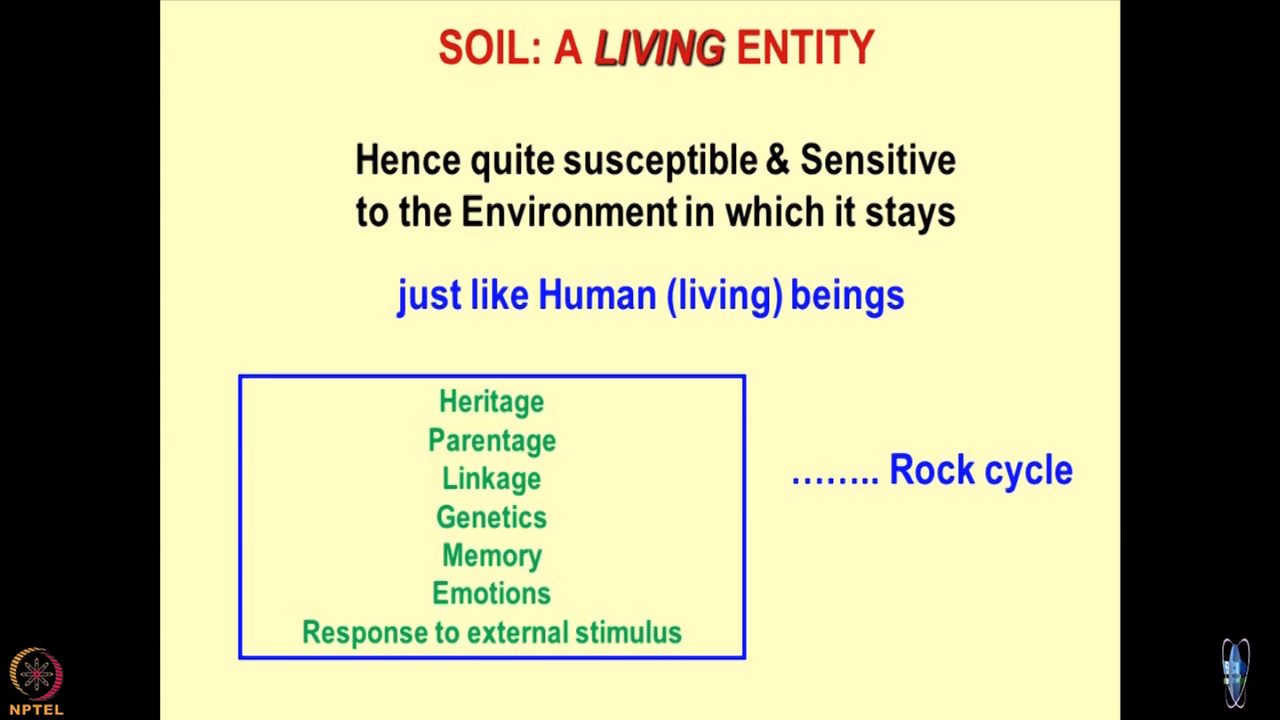 SOIL: A LIVING ENTITY
Hence quite susceptible & Sensitive
to the Environment in which it stays
just like Human (living) beings
Heritage
Parentage
Linkage
Genetics
Memory
Emotions
Response to external stimulus
........ Rock cycle
NPTEL